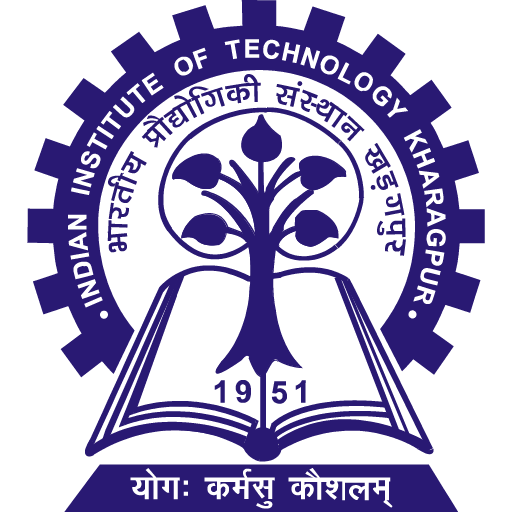 • INDIAN INSTITUTE OF TECHNOLOGY KHARAGPUR •
भारतीय प्रौद्योगिकी संस्थान खड़गपुर
1951
योगः कर्मसु कौशलम्